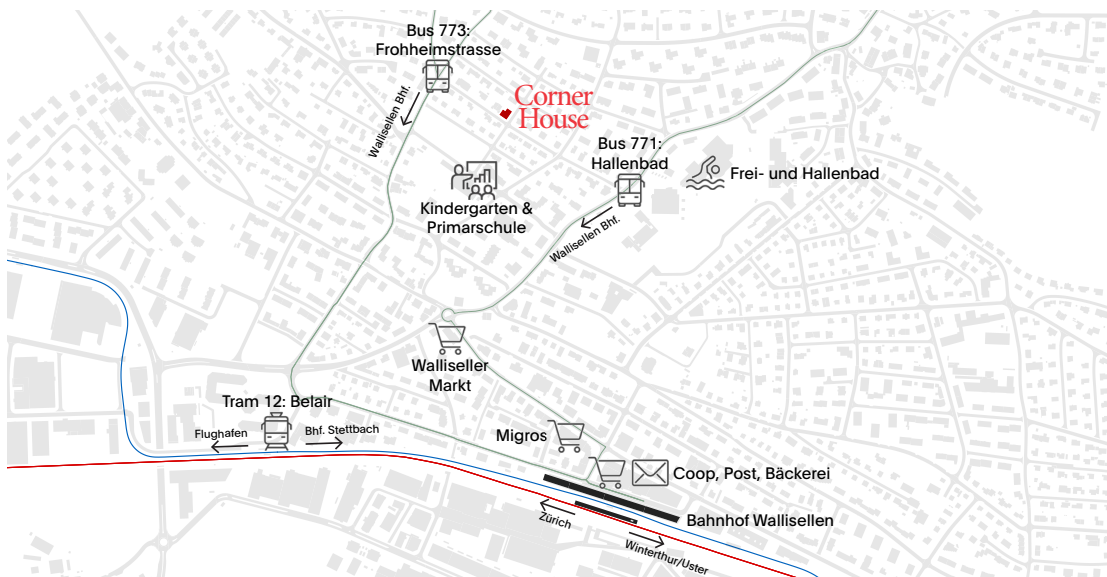 Bus 773:
Frohheimstrasse
Wallisellen Bhf.
Corner
House
Bus 771:
Hallenbad
Frei- und Hallenbad
Kindergarten &
Primarschule
Wallisellen Bhf.
Walliseller
Markt
Tram 12: Belair
Flughafen
Bhf. Stettbach
Migros
Coop, Post, Bäckerei
Bahnhof Wallisellen
Zürich
Winterthur/Uster